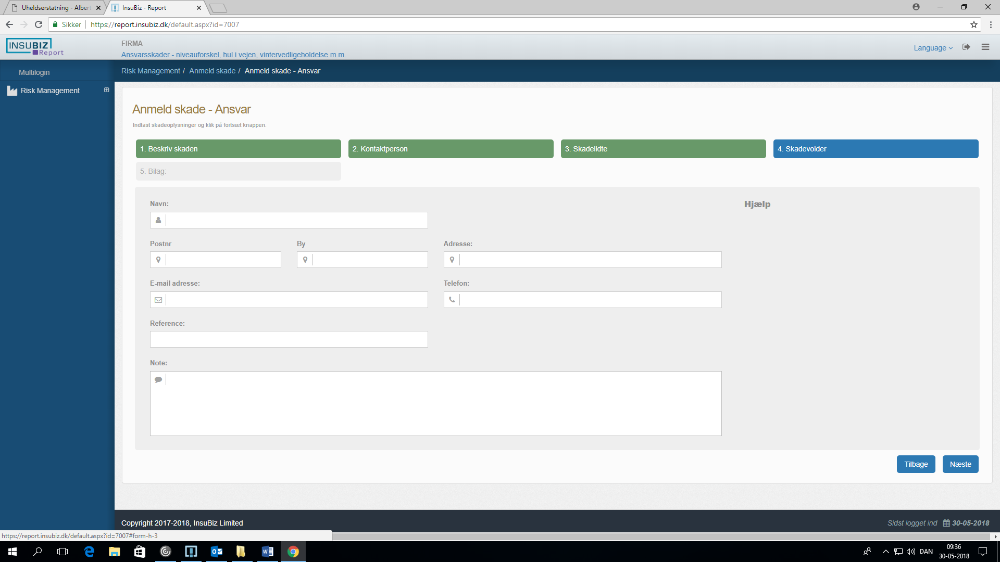 Uheldserstatning - Albert
InsuBiz - Report
Sikker
https://report.insubiz.dk/default.aspx?id=7007
INSUBIZ
Report
FIRMA
Ansvarsskader - niveauforskel, hul i vejen, vintervedligeholdelse m.m.
Language
Multilogin
Risk Management / Anmeld skade / Anmeld skade - Ansvar
Risk Management
Anmeld skade - Ansvar
Indtast skadeoplysninger og klik på fortsæt knappen.
1. Beskriv skaden
2. Kontaktperson
3. Skadelidte
4. Skadevolder
5. Bilag:
Navn:
Hjælp
Postnr
By
Adresse:
E-mail adresse:
Telefon:
Reference:
Note:
Tilbage
Næste
Copyright 2017-2018, InsuBiz Limited
Sidst logget ind 30-05-2018
https://report.insubiz.dk/default.aspx?id=7007#form-h-3
DAN
09:36
30-05-2018